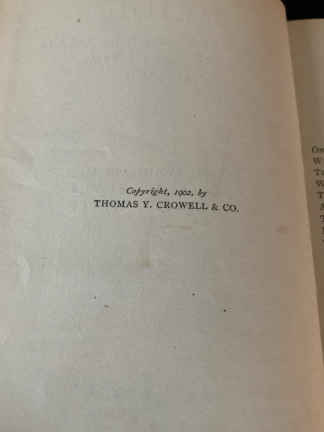 Copyright, 1902, by
THOMAS Y. CROWELL & CO.